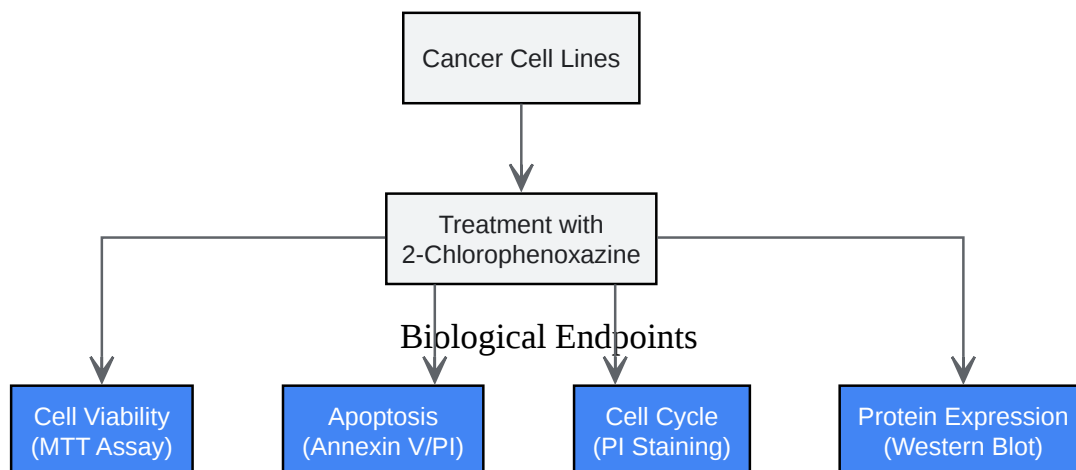 Cancer Cell Lines
Treatment with
2-Chlorophenoxazine
Biological Endpoints
Cell Viability
(MTT Assay)
Apoptosis
(Annexin V/PI)
Cell Cycle
(PI Staining)
Protein Expression
(Western Blot)